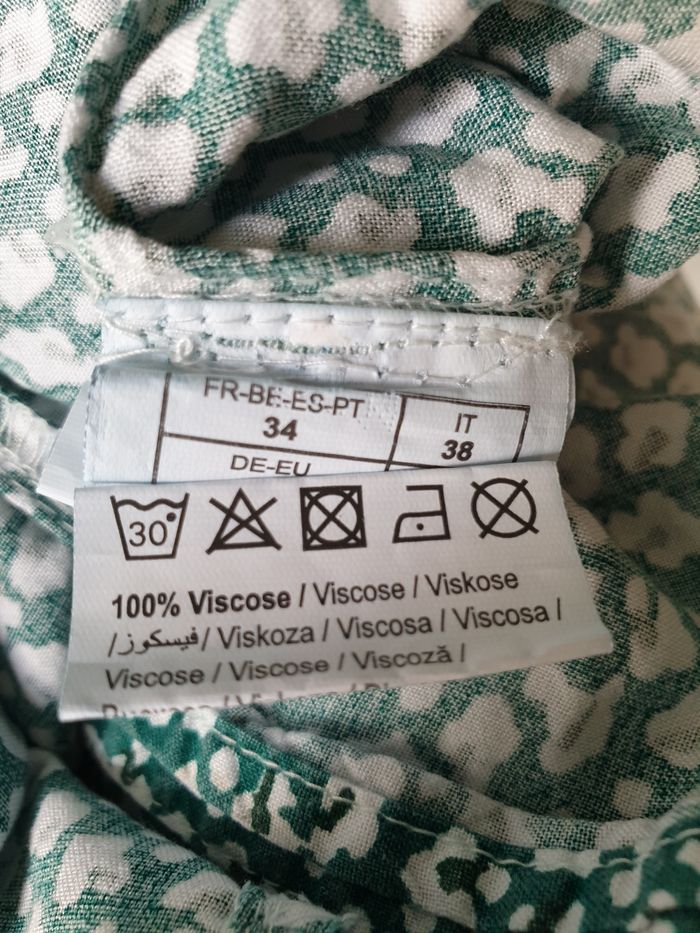 FR-BE-ES-PT
34
IT
38
DE-EU
30°
100% Viscose / Viscose / Viskose
/فيسكوز/ Viskoza / Viscosa / Viscosa /
Viscose / Viscose / Viscoză /